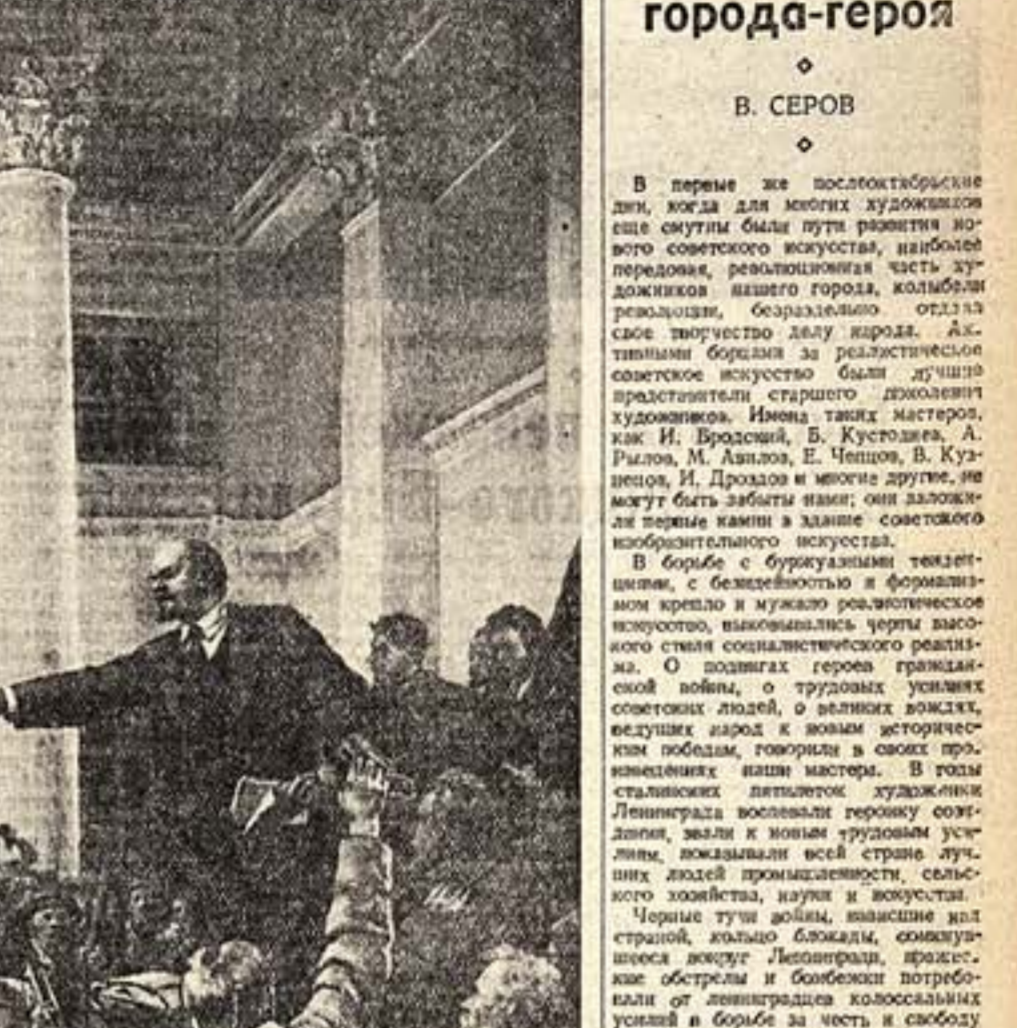 города-героя
В. СЕРОВ
В первые же послеоктябрьские
дни, когда для многих художников
еще смутны были пути развития но-
вого советского искусства, наиболее
передовая, революционная часть ху-
дожников нашего города, колыбели
революции, безраздельно отдала
свое творчество делу народа. Ак-
тивными борцами за реалистическое
советское искусство были лучшие
представители старшего поколения
художников. Имена таких мастеров,
как И. Бродский, Б. Кустодиев, А.
Рылов, М. Авилов, Е. Чепцов, В. Куз-
нецов, И. Дроздов и многие другие, не
могут быть забыты нами; они заложи-
ли первые камни в здание советского
изобразительного искусства.
В борьбе с буржуазными тенден-
циями, с безидейностью и формализ-
мом крепло и мужало реалистическое
искусство, выковывались черты высо-
кого стиля социалистического реализ-
ма. О подвигах героев граждан-
ской войны, о трудовых усилиях
советских людей, о великих вождях,
ведущих народ к новым историчес-
ким победам, говорили в своих про-
изведениях наши мастера. В годы
сталинских пятилеток художники
Ленинграда воспевали героику сози-
дания, звали к новым трудовым уси-
лиям, показывали всей стране луч-
ших людей промышленности, сельс-
кого хозяйства, науки и искусства.
Черные тучи войны, нависшие над
страной, кольцо блокады, сомкнув-
шееся вокруг Ленинграда, вражес-
кие обстрелы и бомбежки потребо-
вали от ленинградцев колоссальных
усилий в борьбе за честь и свободу